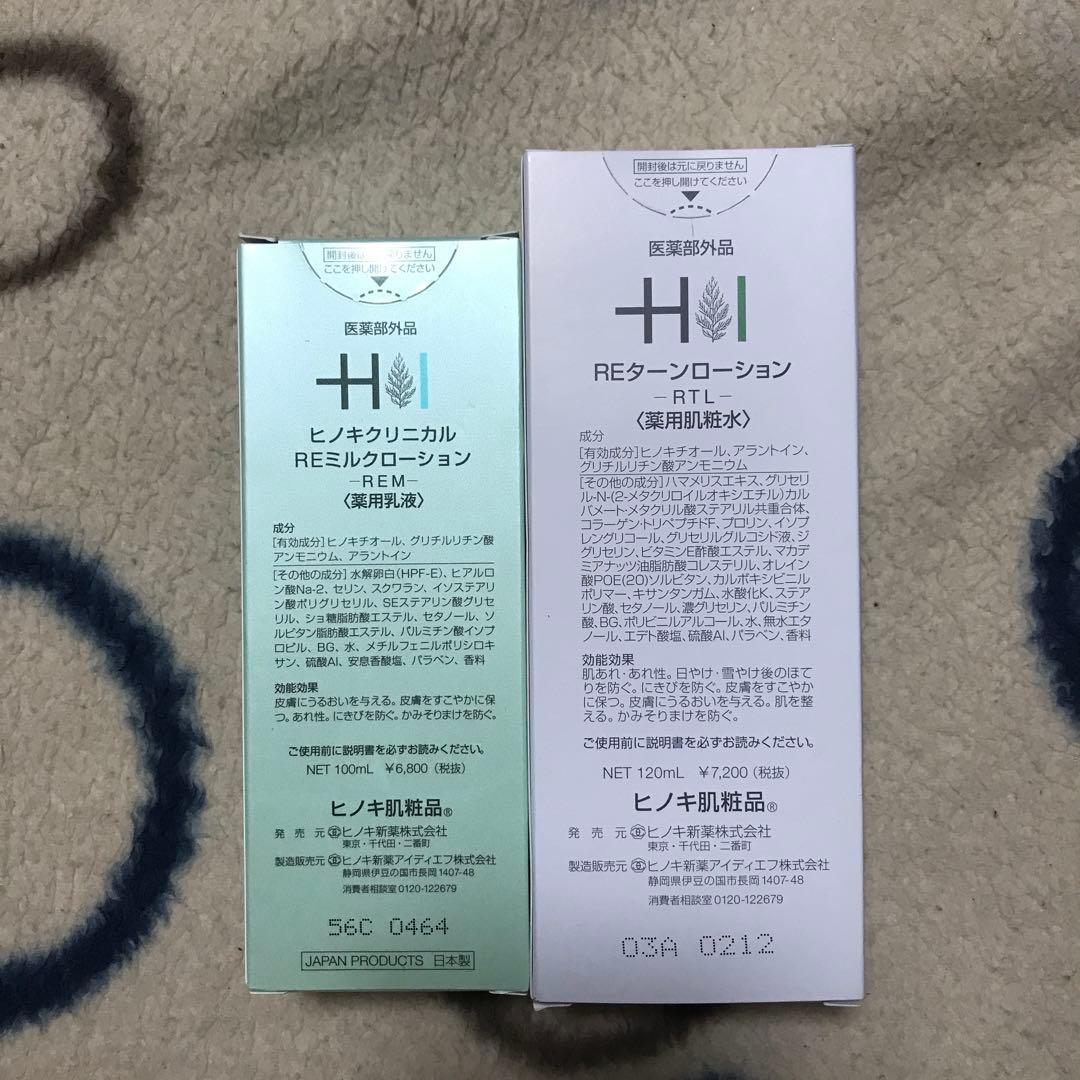 開封後は
戻りません
ここを押し開けてください
医薬部外品
HI
ヒノキクリニカル
REミルクローション
-REM-
〈薬用乳液〉
成分
[有効成分]ヒノキチオール、グリチルリチン酸
アンモニウム、アラントイン
[その他の成分]水解卵白(HPF-E)、ヒアルロ
ン酸Na-2、セリン、スクワラン、イソステアリ
ン酸ポリグリセリル、SEステアリン酸グリセ
リル、ショ糖脂肪酸エステル、セタノール、ソ
ルビタン脂肪酸エステル、パルミチン酸イソプ
ロピル、BG、水、メチルフェニルポリシロキ
サン、硫酸Al、安息香酸塩、パラベン、香料
効能効果
皮膚にうるおいを与える。皮膚をすこやかに保
つ。あれ性。にきびを防ぐ。かみそりまけを防ぐ。
ご使用前に説明書を必ずお読みください。
NET 100mL ￥6,800（税抜）
ヒノキ肌粧品®
発売元 ヒノキ新薬株式会社
東京・千代田・二番町
製造販売元 ヒノキ新薬アイディエフ株式会社
静岡県伊豆の国市長岡1407-48
消費者相談室0120-122679
56C 0464
JAPAN PRODUCTS 日本製
開封後は元に戻りません
ここを押し開けてください
医薬部外品
HI
REターンローション
-RTL-
〈薬用肌粧水〉
成分
[有効成分]ヒノキチオール、アラントイン、
グリチルリチン酸アンモニウム
[その他の成分]ハマメリスエキス、グリセリ
ル-N-(2-メタクリロイルオキシエチル)カル
バメート・メタクリル酸ステアリル共重合体、
コラーゲン・トリペプチドF、プロリン、イソプ
レングリコール、グリセリルグルコシド液、ジ
グリセリン、ビタミンE酢酸エステル、マカデ
ミアナッツ油脂肪酸コレステリル、オレイン
酸POE(20)ソルビタン、カルボキシビニル
ポリマー、キサンタンガム、水酸化K、ステア
リン酸、セタノール、濃グリセリン、パルミチン
酸、BG、ポリビニルアルコール、水、無水エタ
ノール、エデト酸塩、硫酸Al、パラベン、香料
効能効果
肌あれ・あれ性。日やけ・雪やけ後のほて
りを防ぐ。にきびを防ぐ。皮膚をすこやか
に保つ。皮膚にうるおいを与える。肌を整
える。かみそりまけを防ぐ。
ご使用前に説明書を必ずお読みください。
NET 120mL ￥7,200（税抜）
ヒノキ肌粧品®
発売元 ヒノキ新薬株式会社
東京・千代田・二番町
製造販売元 ヒノキ新薬アイディエフ株式会社
静岡県伊豆の国市長岡1407-48
消費者相談室0120-122679
03A 0212